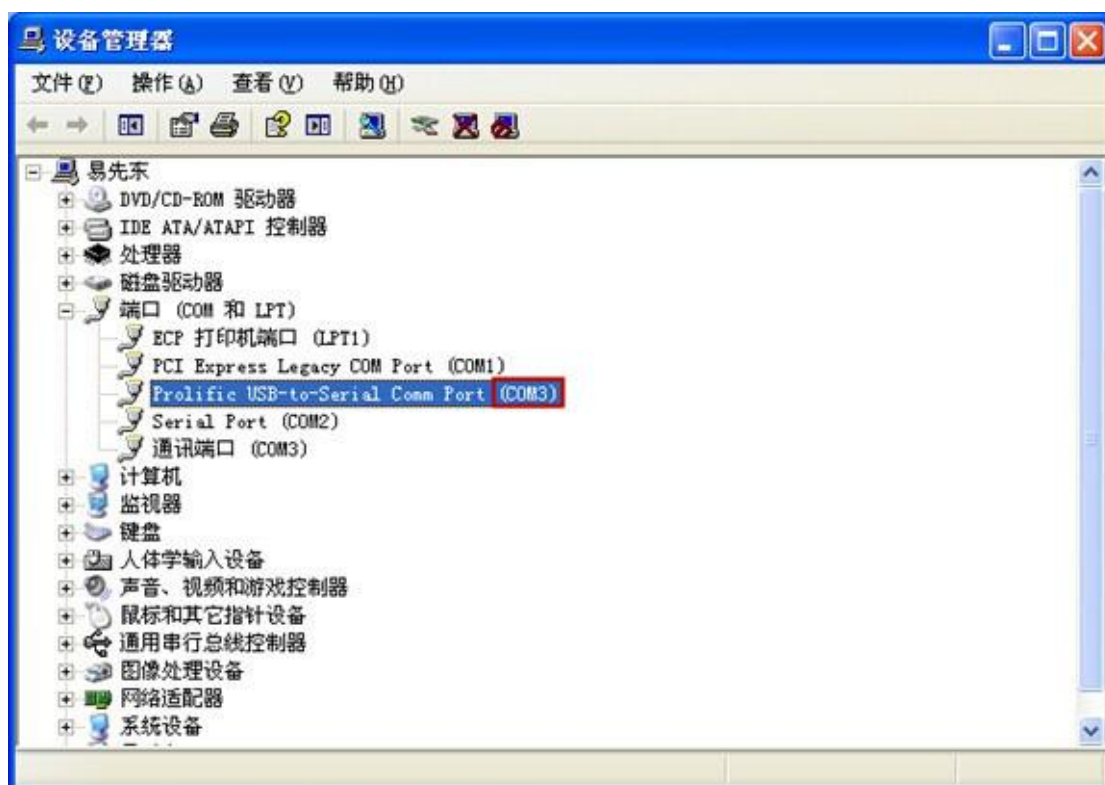 设备管理器
文件(F) 操作(A) 查看(V) 帮助(H)
易先东
DVD/CD-ROM 驱动器
IDE ATA/ATAPI 控制器
处理器
磁盘驱动器
端口 (COM 和 LPT)
ECP 打印机端口 (LPT1)
PCI Express Legacy COM Port (COM1)
Prolific USB-to-Serial Comm Port (COM3)
Serial Port (COM2)
通讯端口 (COM3)
计算机
监视器
键盘
人体学输入设备
声音、视频和游戏控制器
鼠标和其它指针设备
通用串行总线控制器
图像处理设备
网络适配器
系统设备